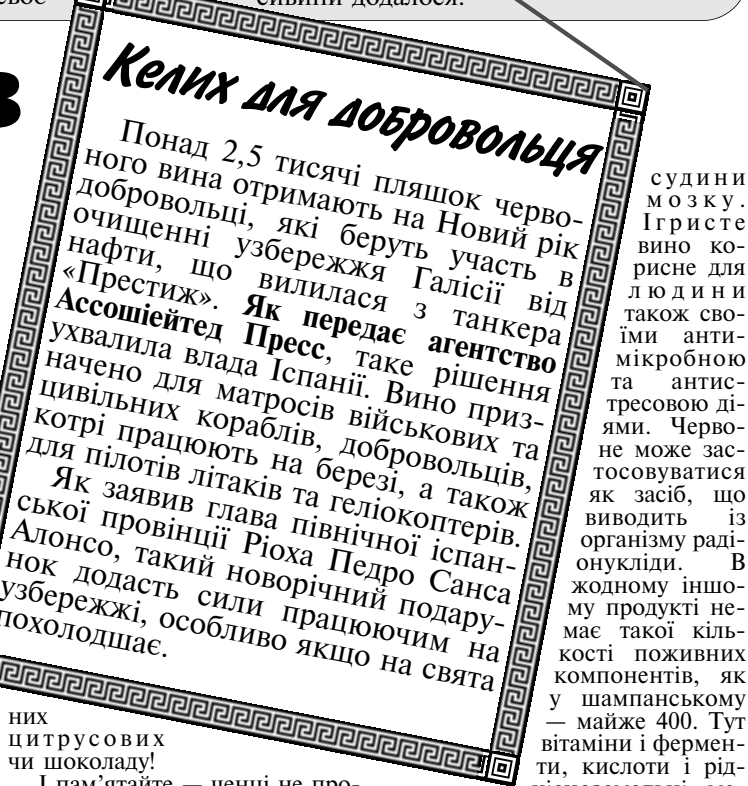 сивини додалося.
В
Келих для добровольця
Понад 2,5 тисячі пляшок черво-
ного вина отримають на Новий рік
добровольці, які беруть участь в
очищенні узбережжя Галісії від
нафти, що вилилася з танкера
«Престиж». Як передає агентство
Ассошіейтед Пресс, таке рішення
ухвалила влада Іспанії. Вино приз-
начено для матросів військових та
цивільних кораблів, добровольців,
котрі працюють на березі, а також
для пілотів літаків та геліокоптерів.
Як заявив глава північної іспан-
ської провінції Ріоха Педро Санса
Алонсо, такий новорічний подару-
нок додасть сили працюючим на
узбережжі, особливо якщо на свята
похолодшає.
них
цитрусових
чи шоколаду!
І пам’ятайте — ченці не про-
судини
мозку.
Ігристе
вино ко-
рисне для
людини
також сво-
їми анти-
мікробною
та антис-
тресовою ді-
ями. Черво-
не може зас-
тосовуватися
як засіб, що
виводить із
організму раді-
онукліди. В
жодному іншо-
му продукті не-
має такої кіль-
кості поживних
компонентів, як
у шампанському
— майже 400. Тут
вітаміни і фермен-
ти, кислоти і рід-